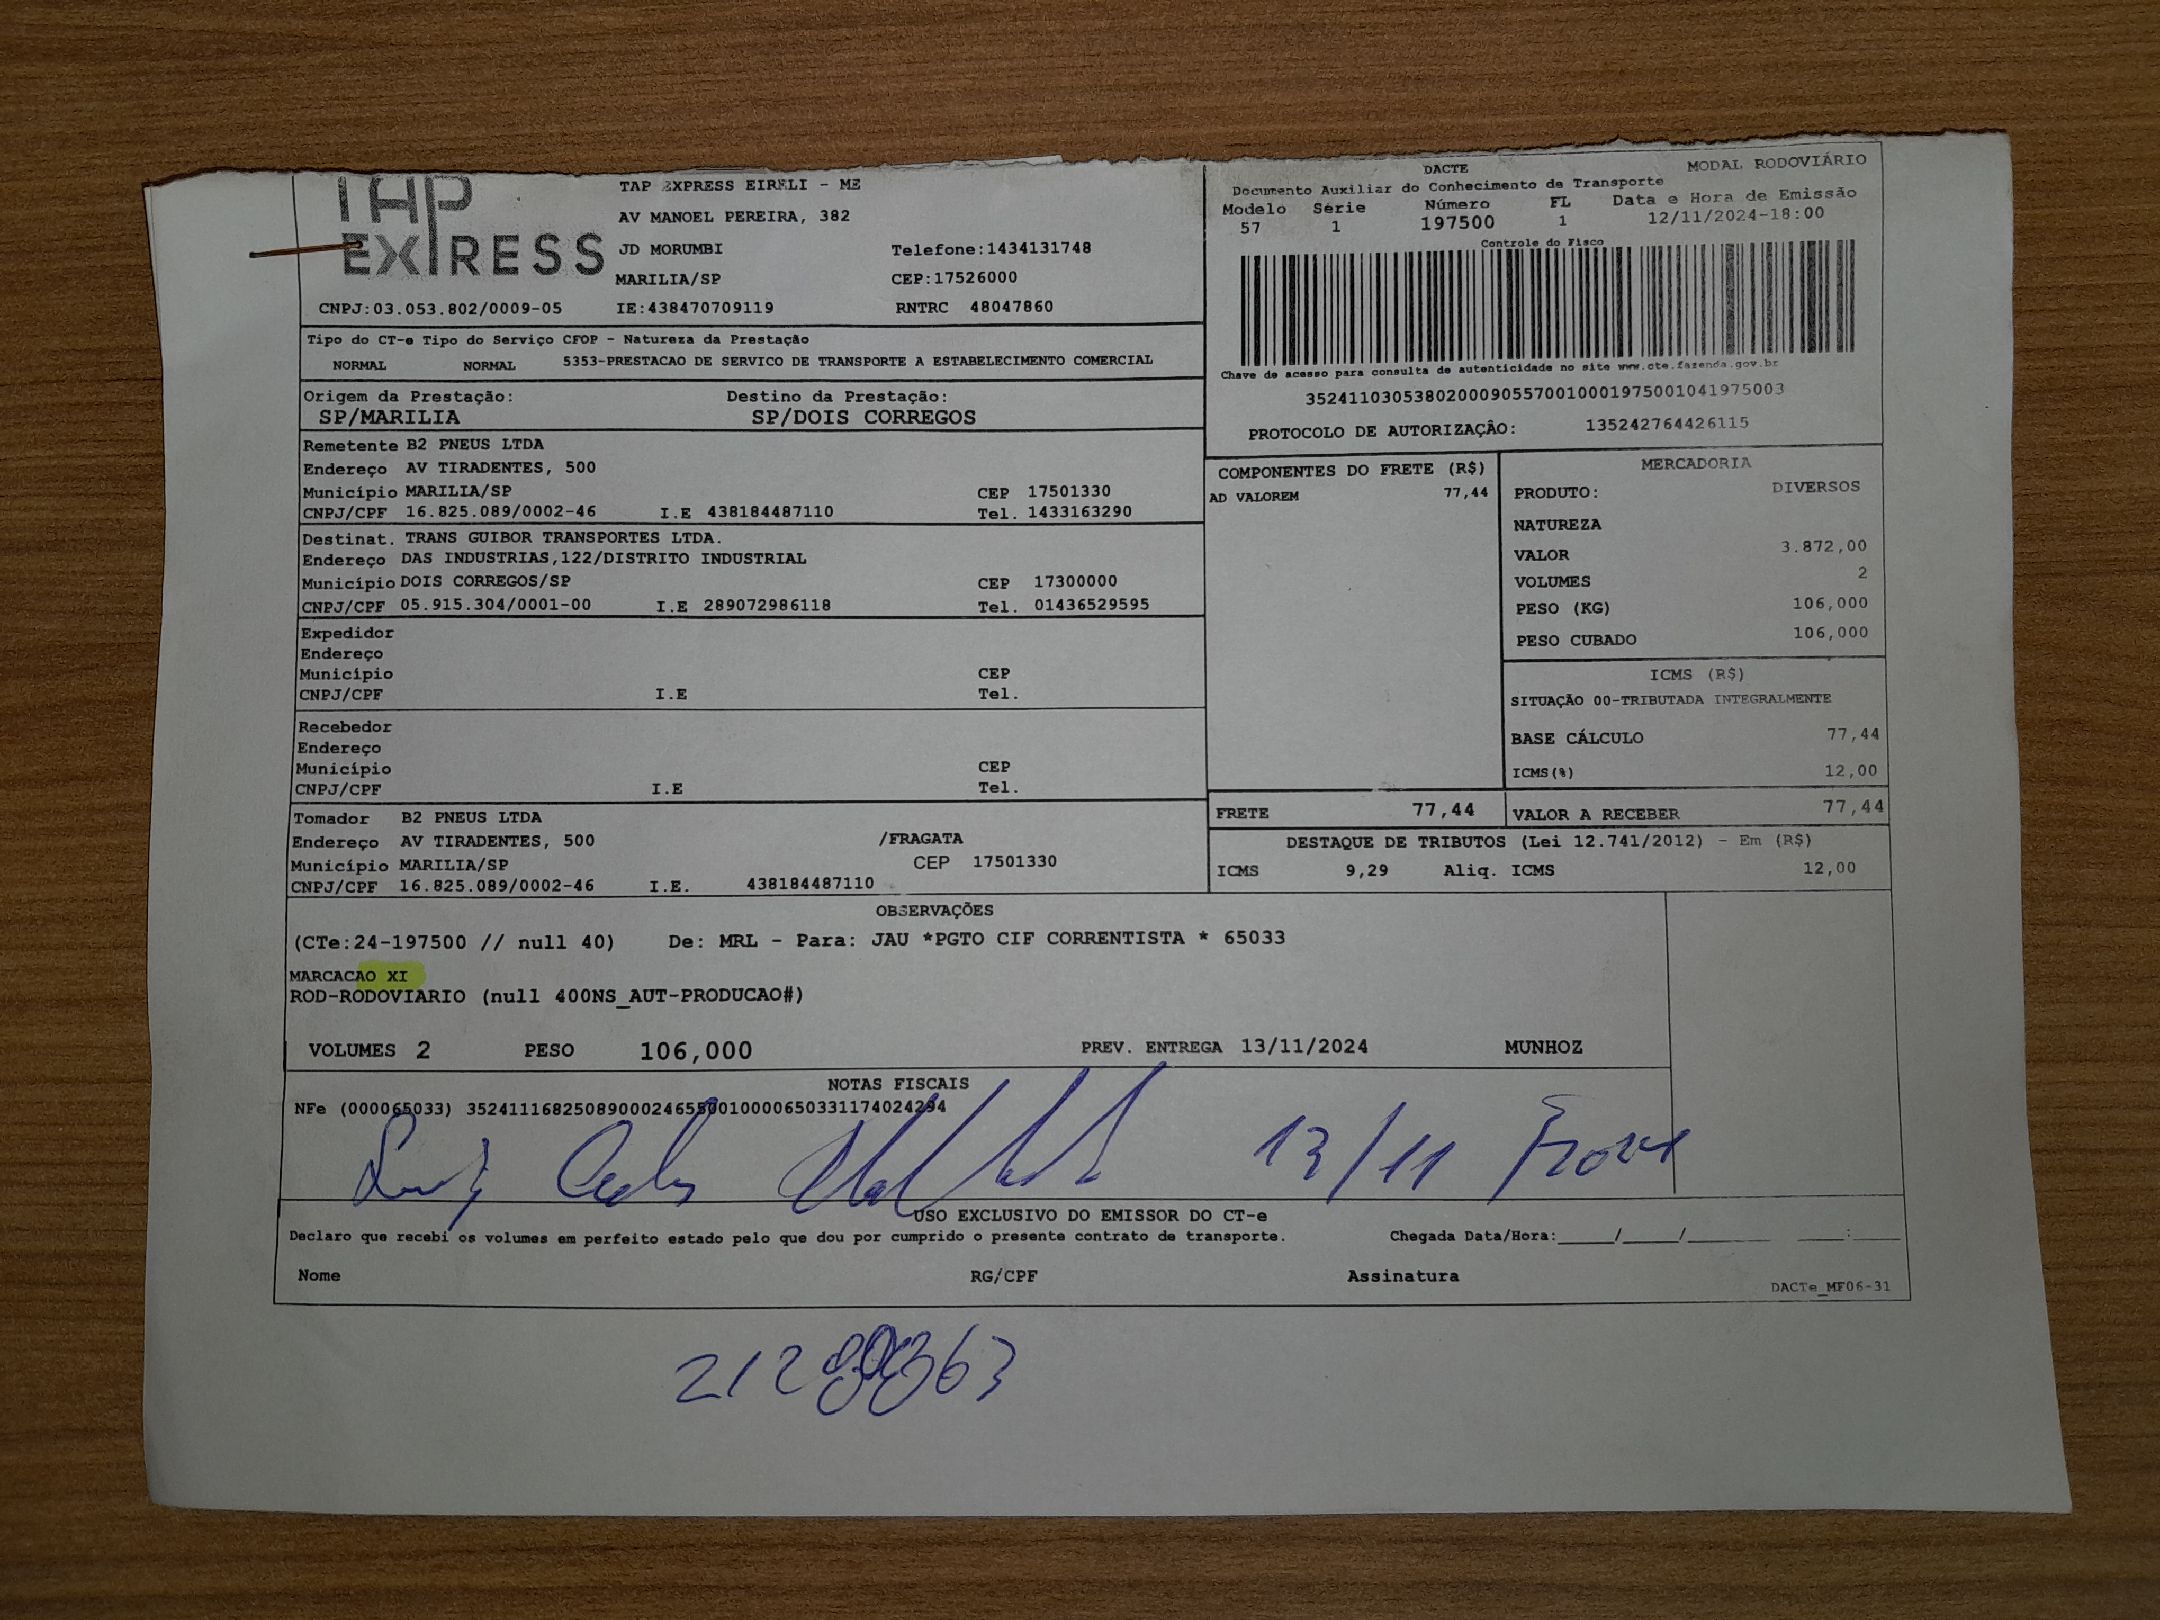 TAP
EXPRESS
TAP EXPRESS EIRELI - ME
AV MANOEL PEREIRA, 382
JD MORUMBI Telefone:1434131748
MARILIA/SP CEP:17526000
CNPJ:03.053.802/0009-05 IE:438470709119 RNTRC 48047860
DACTE MODAL RODOVIÁRIO
Documento Auxiliar do Conhecimento de Transporte
Modelo Série Número FL Data e Hora de Emissão
57 1 197500 1 12/11/2024-18:00
Controle do Fisco
Chave de acesso para consulta de autenticidade no site www.cte.fazenda.gov.br
35241103053802000905570010001975001041975003
PROTOCOLO DE AUTORIZAÇÃO: 135242764426115
Tipo do CT-e Tipo do Serviço CFOP - Natureza da Prestação
NORMAL NORMAL 5353-PRESTACAO DE SERVICO DE TRANSPORTE A ESTABELECIMENTO COMERCIAL
Origem da Prestação: Destino da Prestação:
SP/MARILIA SP/DOIS CORREGOS
Remetente B2 PNEUS LTDA
Endereço AV TIRADENTES, 500
Município MARILIA/SP CEP 17501330
CNPJ/CPF 16.825.089/0002-46 I.E 438184487110 Tel. 1433163290
Destinat. TRANS GUIBOR TRANSPORTES LTDA.
Endereço DAS INDUSTRIAS,122/DISTRITO INDUSTRIAL
Município DOIS CORREGOS/SP CEP 17300000
CNPJ/CPF 05.915.304/0001-00 I.E 289072986118 Tel. 01436529595
Expedidor
Endereço
Município CEP
CNPJ/CPF I.E Tel.
Recebedor
Endereço
Município CEP
CNPJ/CPF I.E Tel.
Tomador B2 PNEUS LTDA
Endereço AV TIRADENTES, 500 /FRAGATA
Município MARILIA/SP CEP 17501330
CNPJ/CPF 16.825.089/0002-46 I.E. 438184487110
COMPONENTES DO FRETE (R$)
AD VALOREM 77,44
MERCADORIA
PRODUTO: DIVERSOS
NATUREZA
VALOR 3.872,00
VOLUMES 2
PESO (KG) 106,000
PESO CUBADO 106,000
ICMS (R$)
SITUAÇÃO 00-TRIBUTADA INTEGRALMENTE
BASE CÁLCULO 77,44
ICMS(%) 12,00
FRETE 77,44 VALOR A RECEBER 77,44
DESTAQUE DE TRIBUTOS (Lei 12.741/2012) - Em (R$)
ICMS 9,29 Aliq. ICMS 12,00
OBSERVAÇÕES
(CTe:24-197500 // null 40) De: MRL - Para: JAU *PGTO CIF CORRENTISTA * 65033
MARCACAO XI
ROD-RODOVIARIO (null 400NS_AUT-PRODUCAO#)
VOLUMES 2 PESO 106,000 PREV. ENTREGA 13/11/2024 MUNHOZ
NOTAS FISCAIS
NFe (000065033) 35241116825089000246550010000650331174024294
Luiz Carlos 13/11/2024
USO EXCLUSIVO DO EMISSOR DO CT-e
Declaro que recebi os volumes em perfeito estado pelo que dou por cumprido o presente contrato de transporte. Chegada Data/Hora:____/____/______ ____:____
Nome RG/CPF Assinatura
DACTe_MF06-31